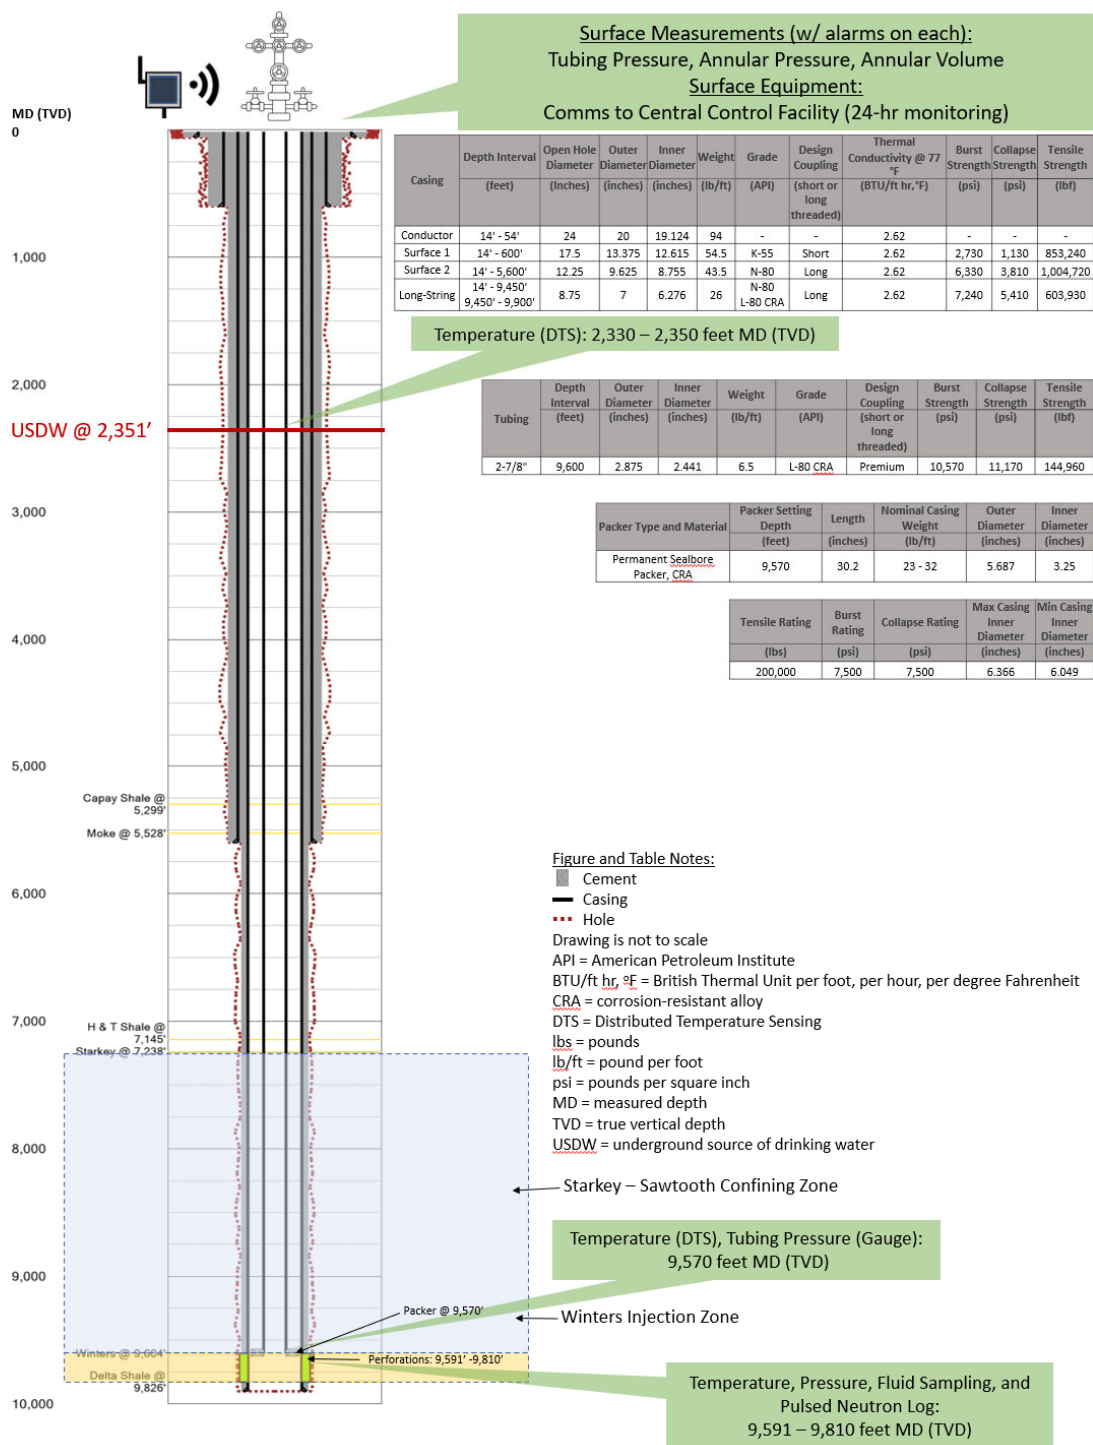 Surface Measurements (w/ alarms on each):
Tubing Pressure, Annular Pressure, Annular Volume
Surface Equipment:
Comms to Central Control Facility (24-hr monitoring)
MD (TVD)
0
1,000
2,000
USDW @ 2,351’
3,000
4,000
5,000
Capay Shale @
5,299'
Moke @ 5,528'
6,000
7,000
H & T Shale @
7,145'
Starkey @ 7,238'
8,000
9,000
Winters @ 9,604'
Delta Shale @
9,826'
10,000
Casing Depth Interval Open Hole Diameter Outer Diameter Inner Diameter Weight Grade Design Coupling Thermal Conductivity @ 77 °F Burst Strength Collapse Strength Tensile Strength
(feet) (Inches) (inches) (inches) (lb/ft) (API) (short or long threaded) (BTU/ft hr,°F) (psi) (psi) (lbf)
Conductor 14' - 54' 24 20 19.124 94 - - 2.62 - - -
Surface 1 14' - 600' 17.5 13.375 12.615 54.5 K-55 Short 2.62 2,730 1,130 853,240
Surface 2 14' - 5,600' 12.25 9.625 8.755 43.5 N-80 Long 2.62 6,330 3,810 1,004,720
Long-String 14' - 9,450' 9,450' - 9,900' 8.75 7 6.276 26 N-80 L-80 CRA Long 2.62 7,240 5,410 603,930
Temperature (DTS): 2,330 – 2,350 feet MD (TVD)
Tubing Depth Interval Outer Diameter Inner Diameter Weight Grade Design Coupling Burst Strength Collapse Strength Tensile Strength
(feet) (inches) (inches) (lb/ft) (API) (short or long threaded) (psi) (psi) (lbf)
2-7/8" 9,600 2.875 2.441 6.5 L-80 CRA Premium 10,570 11,170 144,960
Packer Type and Material Packer Setting Depth Length Nominal Casing Weight Outer Diameter Inner Diameter
(feet) (inches) (lb/ft) (inches) (inches)
Permanent Sealbore Packer, CRA 9,570 30.2 23 - 32 5.687 3.25
Tensile Rating Burst Rating Collapse Rating Max Casing Inner Diameter Min Casing Inner Diameter
(lbs) (psi) (psi) (inches) (inches)
200,000 7,500 7,500 6.366 6.049
Figure and Table Notes:
Cement
Casing
Hole
Drawing is not to scale
API = American Petroleum Institute
BTU/ft hr, °F = British Thermal Unit per foot, per hour, per degree Fahrenheit
CRA = corrosion-resistant alloy
DTS = Distributed Temperature Sensing
lbs = pounds
lb/ft = pound per foot
psi = pounds per square inch
MD = measured depth
TVD = true vertical depth
USDW = underground source of drinking water
Starkey – Sawtooth Confining Zone
Temperature (DTS), Tubing Pressure (Gauge):
9,570 feet MD (TVD)
Packer @ 9,570’
Winters Injection Zone
Perforations: 9,591’ -9,810’
Temperature, Pressure, Fluid Sampling, and
Pulsed Neutron Log:
9,591 – 9,810 feet MD (TVD)